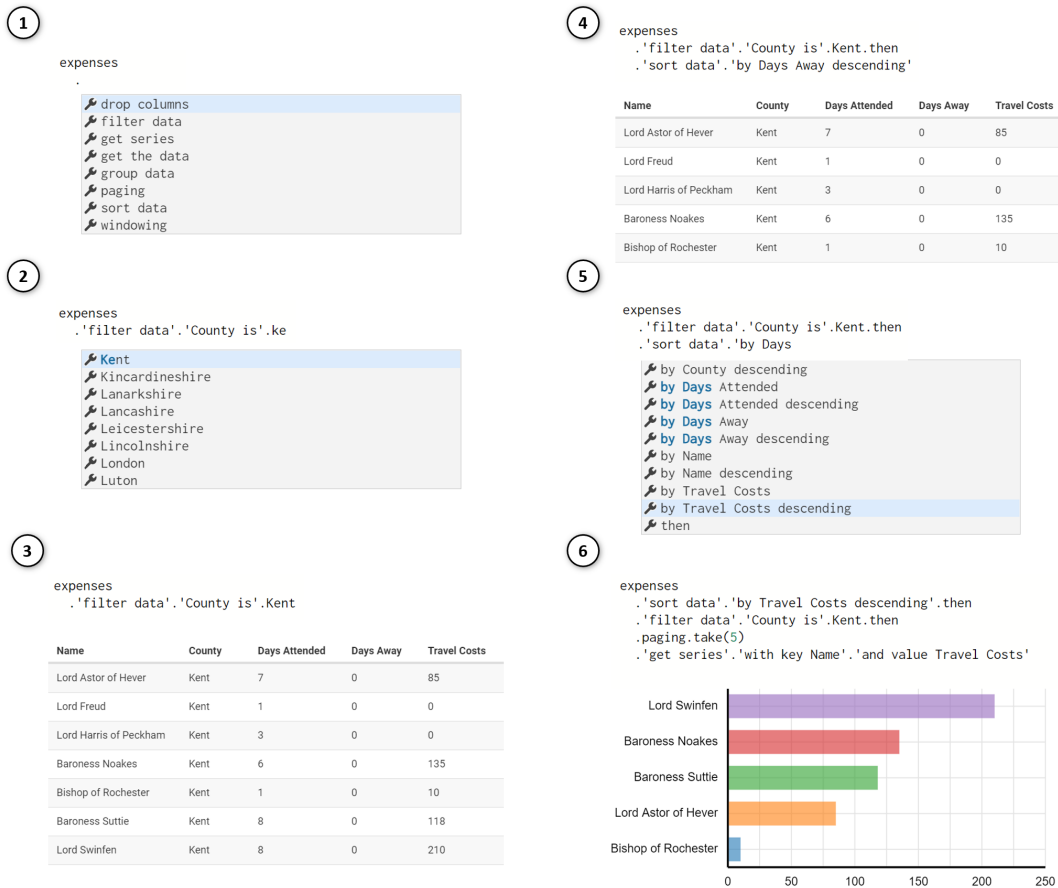 1
expenses
.
drop columns
filter data
get series
get the data
group data
paging
sort data
windowing
2
expenses
.'filter data'.'County is'.ke
Kent
Kincardineshire
Lanarkshire
Lancashire
Leicestershire
Lincolnshire
London
Luton
3
expenses
.'filter data'.'County is'.Kent
Name County Days Attended Days Away Travel Costs
Lord Astor of Hever Kent 7 0 85
Lord Freud Kent 1 0 0
Lord Harris of Peckham Kent 3 0 0
Baroness Noakes Kent 6 0 135
Bishop of Rochester Kent 1 0 10
Baroness Suttie Kent 8 0 118
Lord Swinfen Kent 8 0 210
4
expenses
.'filter data'.'County is'.Kent.then
.'sort data'.'by Days Away descending'
Name County Days Attended Days Away Travel Costs
Lord Astor of Hever Kent 7 0 85
Lord Freud Kent 1 0 0
Lord Harris of Peckham Kent 3 0 0
Baroness Noakes Kent 6 0 135
Bishop of Rochester Kent 1 0 10
5
expenses
.'filter data'.'County is'.Kent.then
.'sort data'.'by Days
by County descending
by Days Attended
by Days Attended descending
by Days Away
by Days Away descending
by Name
by Name descending
by Travel Costs
by Travel Costs descending
then
6
expenses
.'sort data'.'by Travel Costs descending'.then
.'filter data'.'County is'.Kent.then
.paging.take(5)
.'get series'.'with key Name'.'and value Travel Costs'
Lord Swinfen
Baroness Noakes
Baroness Suttie
Lord Astor of Hever
Bishop of Rochester
0 50 100 150 200 250